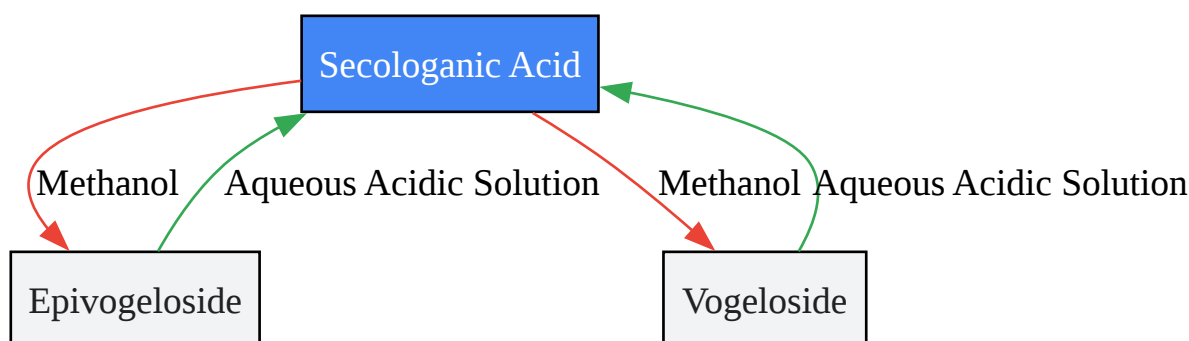 Secologanic Acid
Methanol
Aqueous Acidic Solution
Methanol
Aqueous Acidic Solution
Epivogeloside
Vogeloside